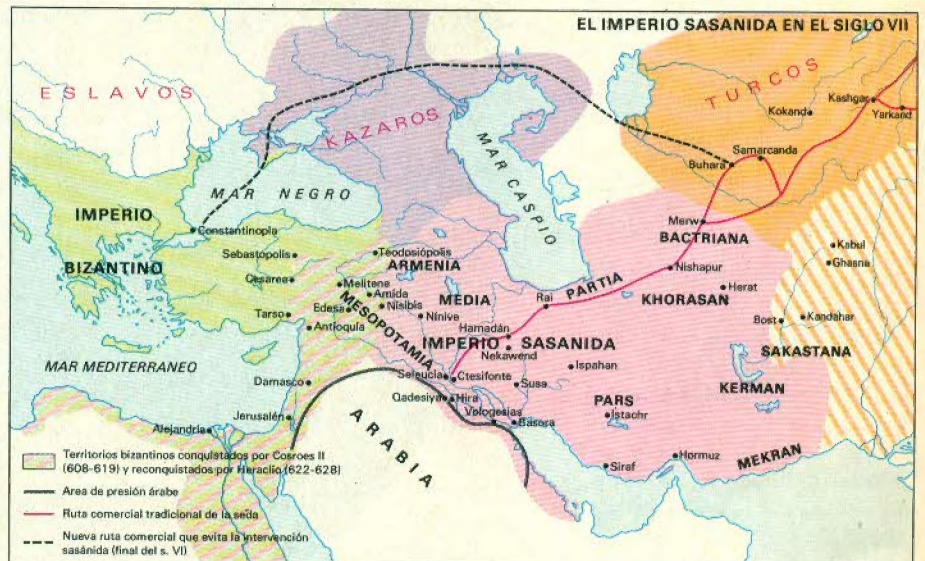 EL IMPERIO SASANIDA EN EL SIGLO VII
ESLAVOS
KAZAROS
TURCOS
Kokand
Kashgar
Yarkand
Samarcanda
Buhara
MAR CASPIO
MAR NEGRO
IMPERIO
BIZANTINO
Constantinopla
Sebastopolis
Teodosiópolis
ARMENIA
Cesarea
Melitene
Amida
Edesa
Nisibis
MEDIA
Tarso
Antioquía
MESOPOTAMIA
Nínive
Merw
BACTRIANA
Kabul
Ghasna
Nishapur
PARTIA
KHORASAN
Herat
Rai
Hamadán
Bost
Kandahar
IMPERIO SASANIDA
Nekawend
SAKASTANA
MAR MEDITERRANEO
Damasco
Seleucia
Ctesifonte
Ispahan
Susa
KERMAN
Qadesiya
Hira
PARS
Vologesias
Istachr
Basora
Jerusalén
Alejandría
ARABIA
Siraf
Hormuz
MEKRAN
Territorios bizantinos conquistados por Cosroes II
(608-619) y reconquistados por Heraclio (622-628)
Area de presión árabe
Ruta comercial tradicional de la seda
Nueva ruta comercial que evita la intervención
sasánida (final del s. VI)